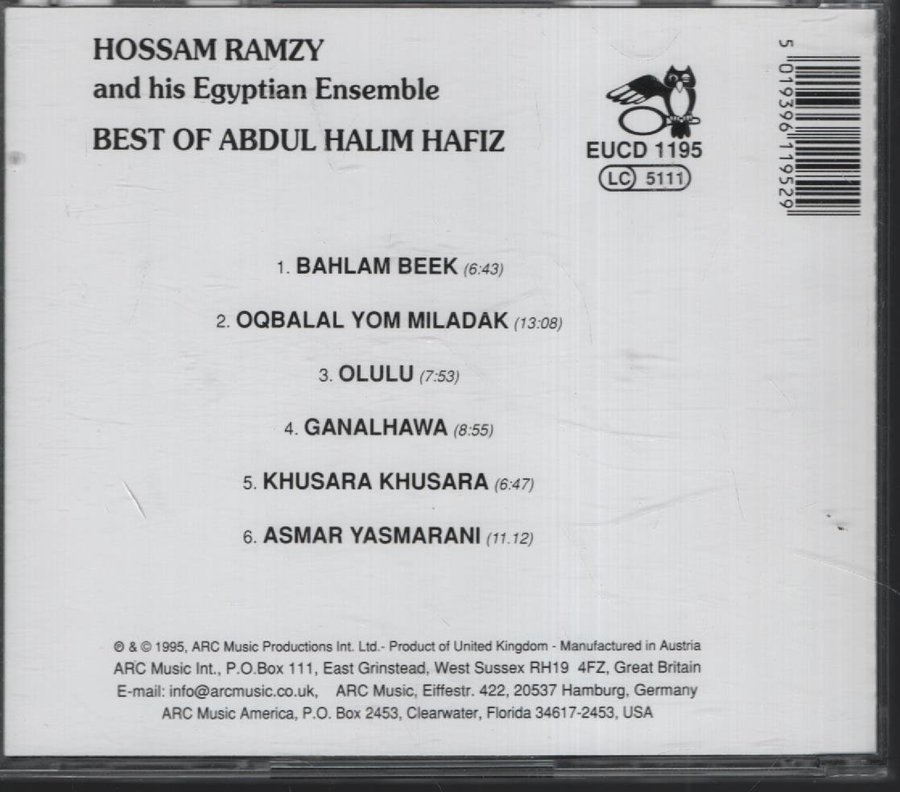 HOSSAM RAMZY
and his Egyptian Ensemble
BEST OF ABDUL HALIM HAFIZ
EUCD 1195
LC 5111
5 019396 119529
1. BAHLAM BEEK (6:43)
2. OQBALAL YOM MILADAK (13:08)
3. OLULU (7:53)
4. GANALHAWA (8:55)
5. KHUSARA KHUSARA (6:47)
6. ASMAR YASMARANI (11.12)
℗ & © 1995, ARC Music Productions Int. Ltd.- Product of United Kingdom - Manufactured in Austria
ARC Music Int., P.O.Box 111, East Grinstead, West Sussex RH19 4FZ, Great Britain
E-mail: info@arcmusic.co.uk, ARC Music, Eiffestr. 422, 20537 Hamburg, Germany
ARC Music America, P.O. Box 2453, Clearwater, Florida 34617-2453, USA